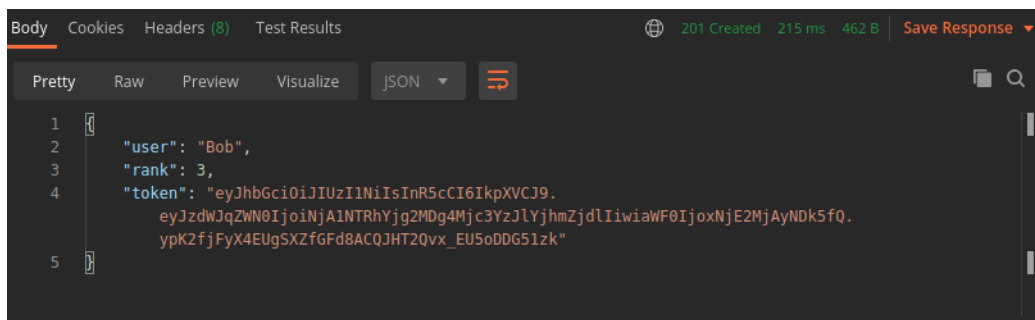 Body Cookies Headers (8) Test Results 201 Created 215 ms 462 B Save Response
Pretty Raw Preview Visualize JSON
1 {
2 "user": "Bob",
3 "rank": 3,
4 "token": "eyJhbGciOiJIUzI1NiIsInR5cCI6IkpXVCJ9.
eyJzdWJqZWN0IjoiNjA1NTRhYjg2MDg4Mjc3YzJlYjhmZjdlIiwiaWF0IjoxNjE2MjAyNDk5fQ.
ypK2fjFyX4EUgSXZfGFd8ACQJHT2Qvx_EU5oDDG51zk"
5 }